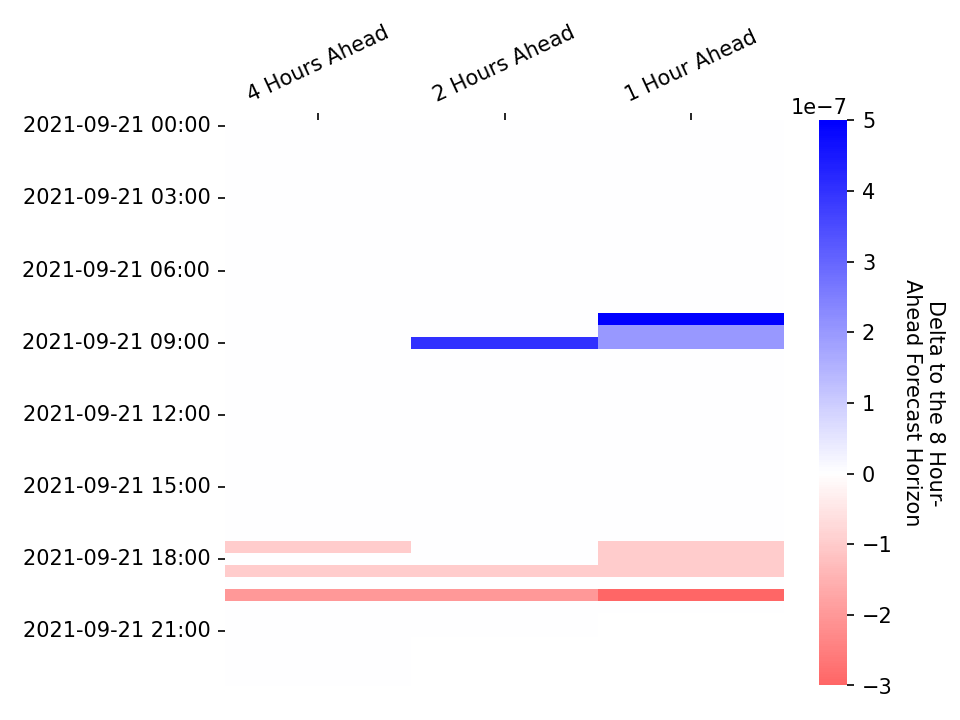 4 Hours Ahead
2 Hours Ahead
1 Hour Ahead
1e−7
2021-09-21 00:00
2021-09-21 03:00
2021-09-21 06:00
2021-09-21 09:00
2021-09-21 12:00
2021-09-21 15:00
2021-09-21 18:00
2021-09-21 21:00
5
4
3
2
1
0
−1
−2
−3
Delta to the 8 Hour-
Ahead Forecast Horizon